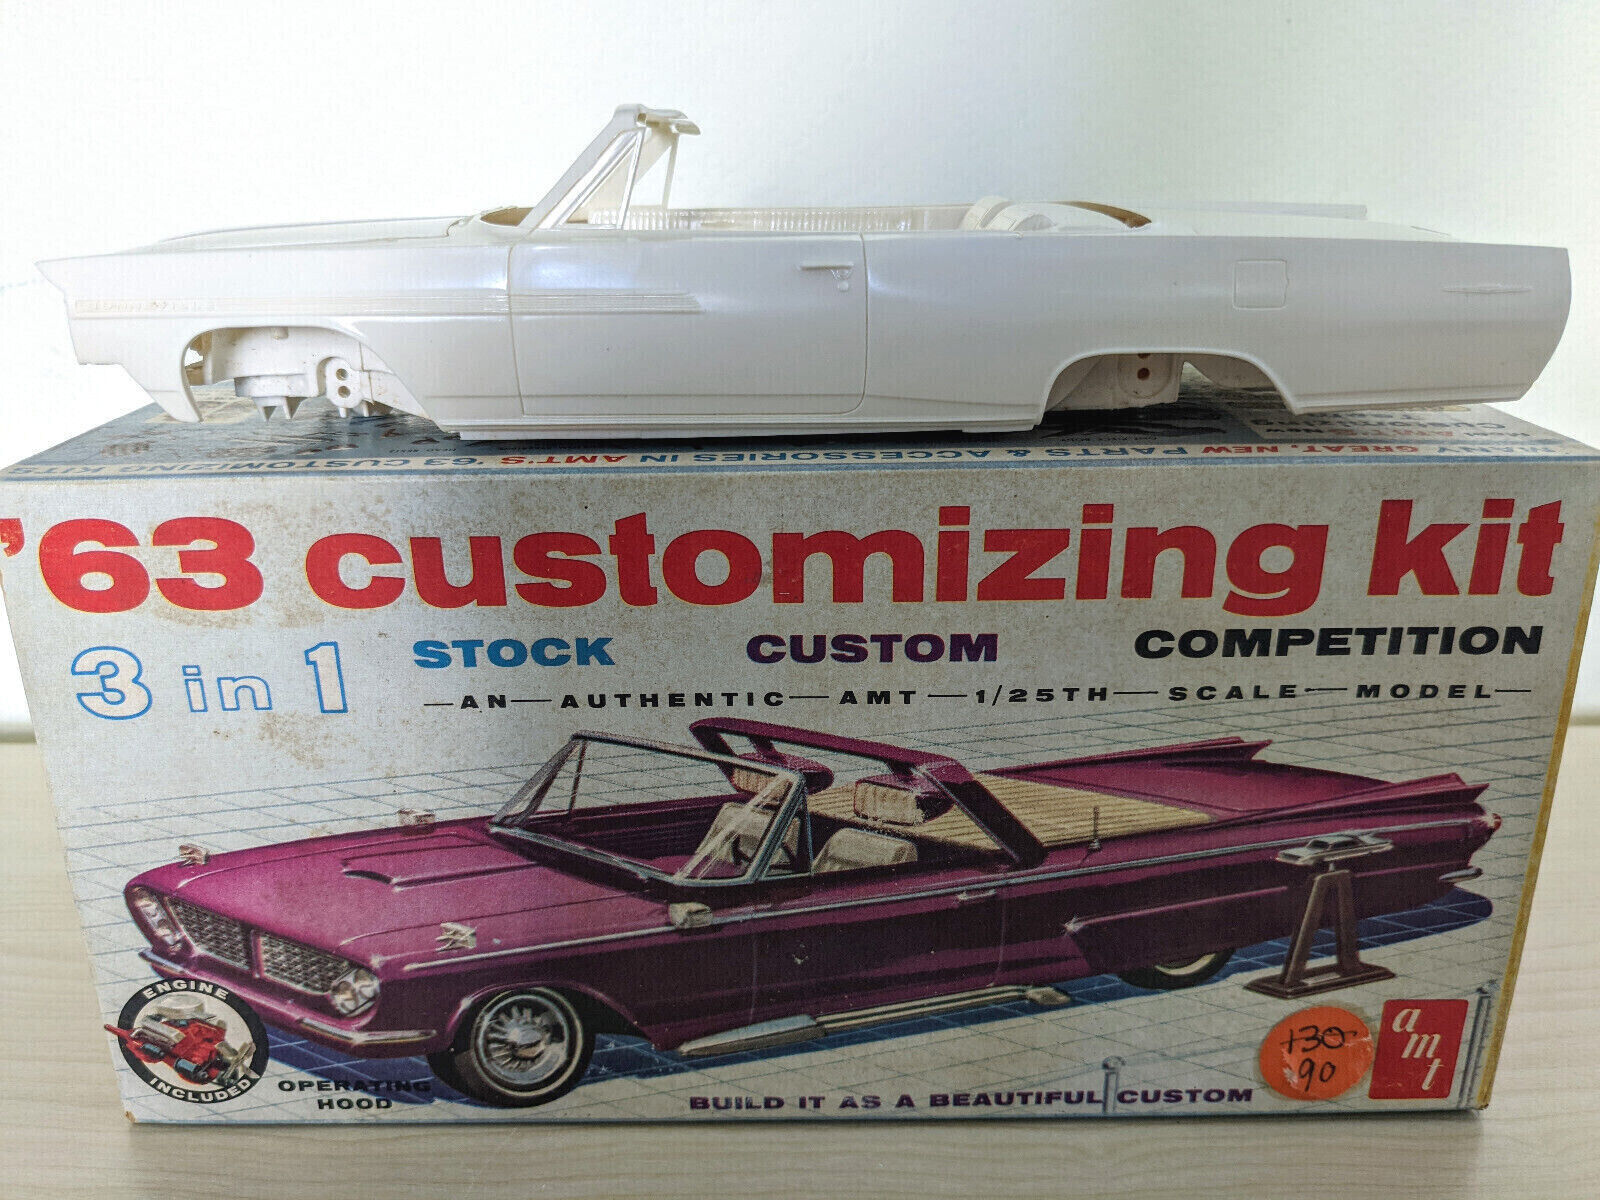 MANY GREAT, NEW PARTS & ACCESSORIES IN AMT'S '63 CUSTOMIZING KITS
'63 customizing kit
3 in 1 STOCK CUSTOM COMPETITION
AN AUTHENTIC AMT 1/25TH SCALE MODEL
ENGINE
INCLUDED
OPERATING
HOOD
BUILD IT AS A BEAUTIFUL CUSTOM
130
90
amt